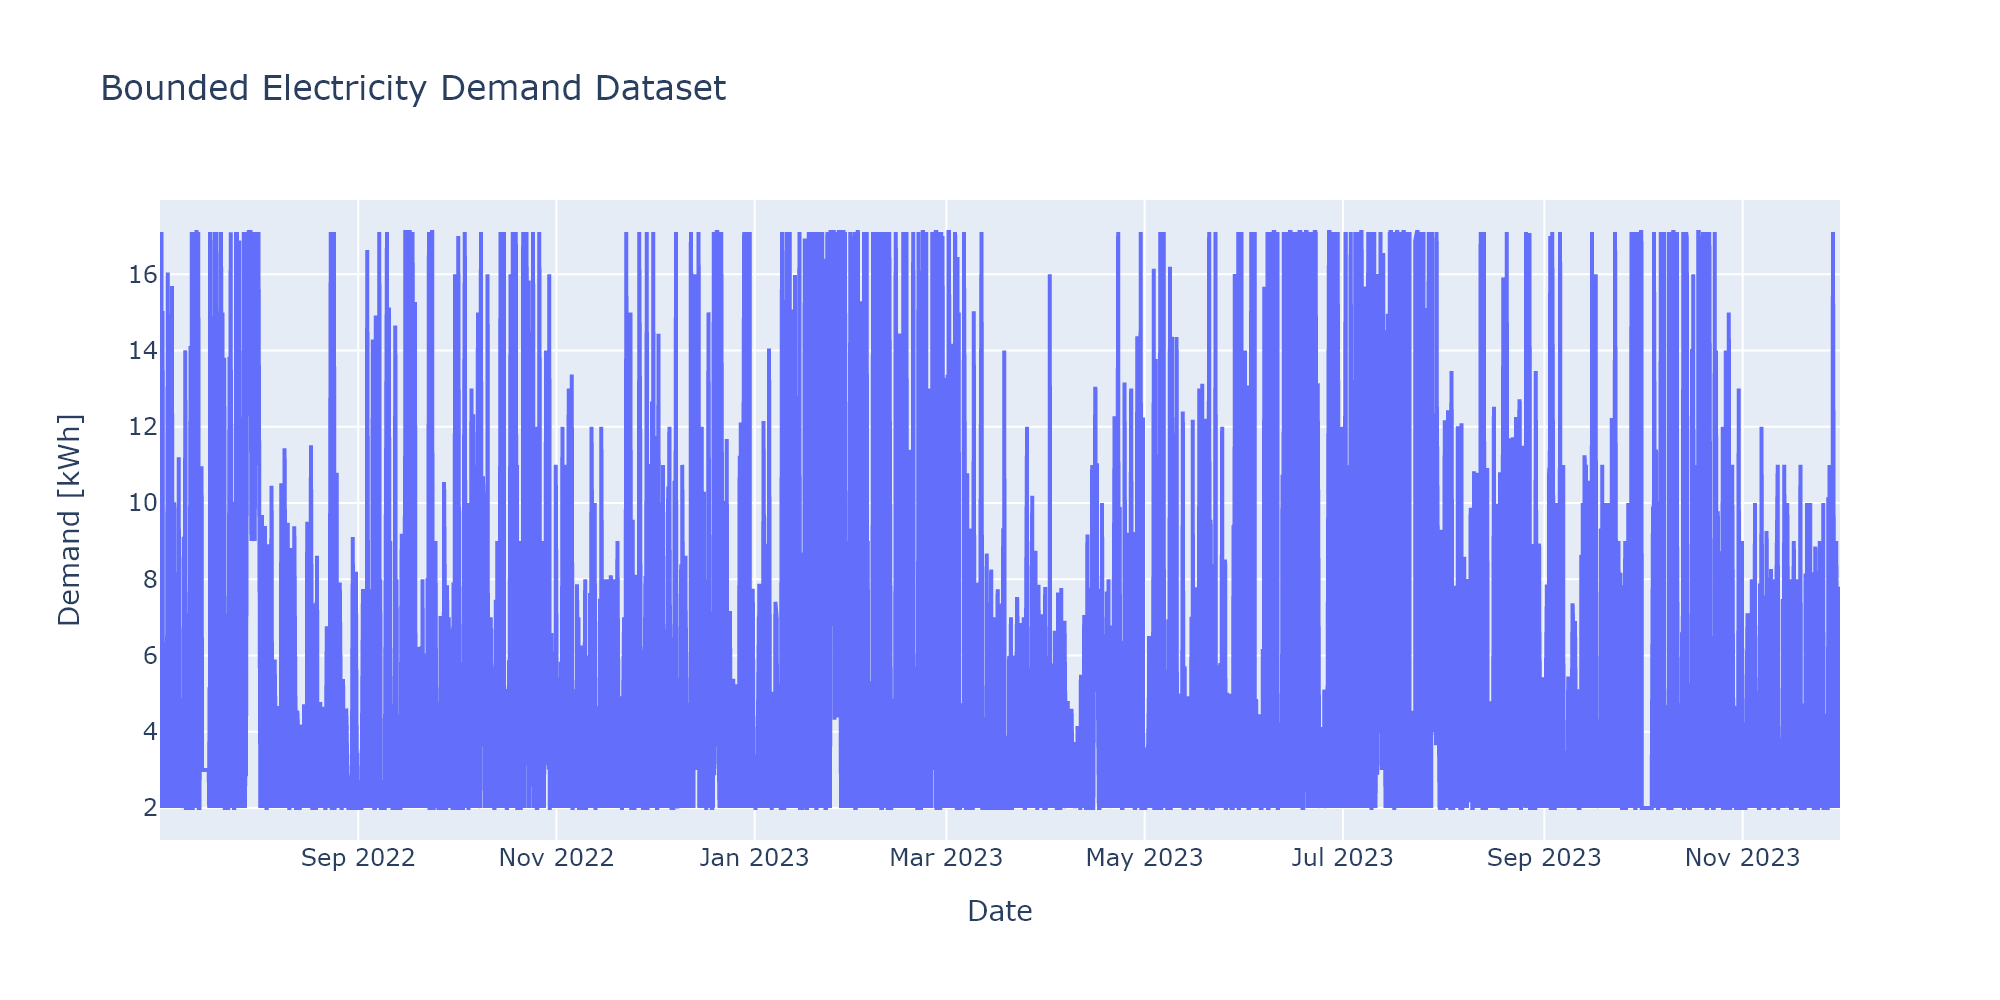 Bounded Electricity Demand Dataset
16
14
12
10
8
6
4
2
Demand [kWh]
Sep 2022
Nov 2022
Jan 2023
Mar 2023
May 2023
Jul 2023
Sep 2023
Nov 2023
Date